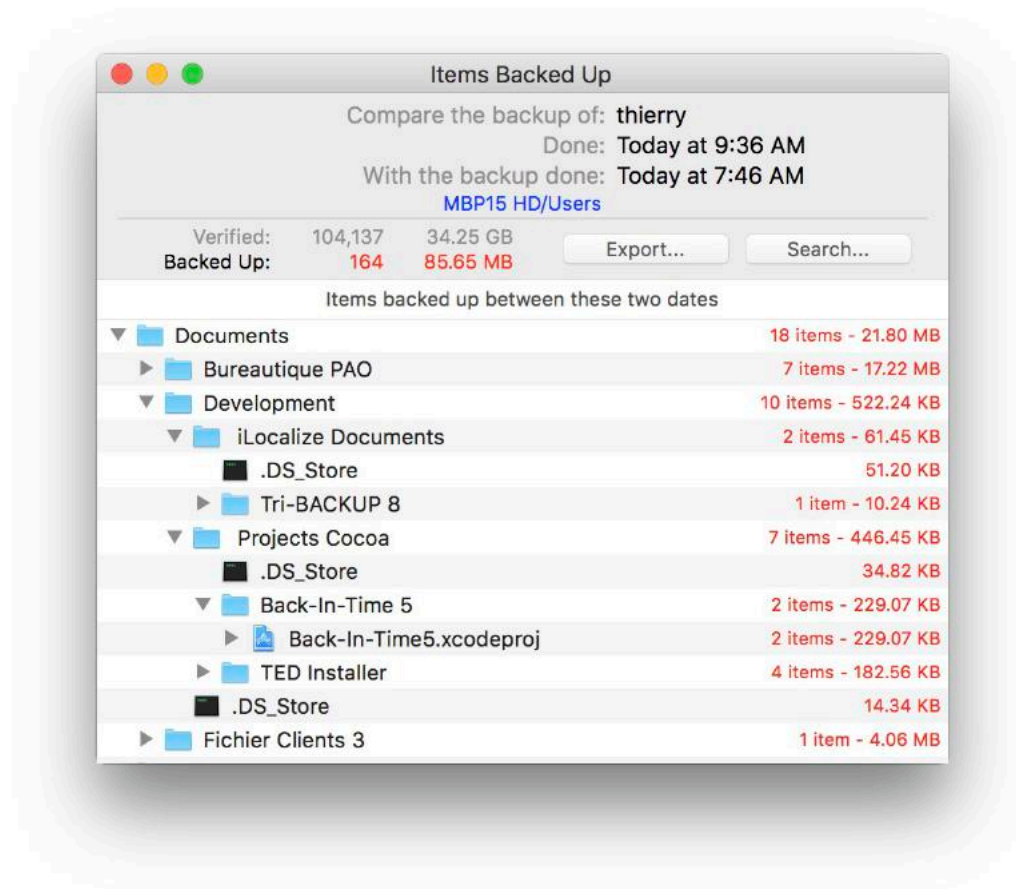 Items Backed Up
Compare the backup of: thierry
Done: Today at 9:36 AM
With the backup done: Today at 7:46 AM
MBP15 HD/Users
Verified: 104,137 34.25 GB
Backed Up: 164 85.65 MB
Export... Search...
Items backed up between these two dates
Documents 18 items - 21.80 MB
Bureautique PAO 7 items - 17.22 MB
Development 10 items - 522.24 KB
iLocalize Documents 2 items - 61.45 KB
.DS_Store 51.20 KB
Tri-BACKUP 8 1 item - 10.24 KB
Projects Cocoa 7 items - 446.45 KB
.DS_Store 34.82 KB
Back-In-Time 5 2 items - 229.07 KB
Back-In-Time5.xcodeproj 2 items - 229.07 KB
TED Installer 4 items - 182.56 KB
.DS_Store 14.34 KB
Fichier Clients 3 1 item - 4.06 MB